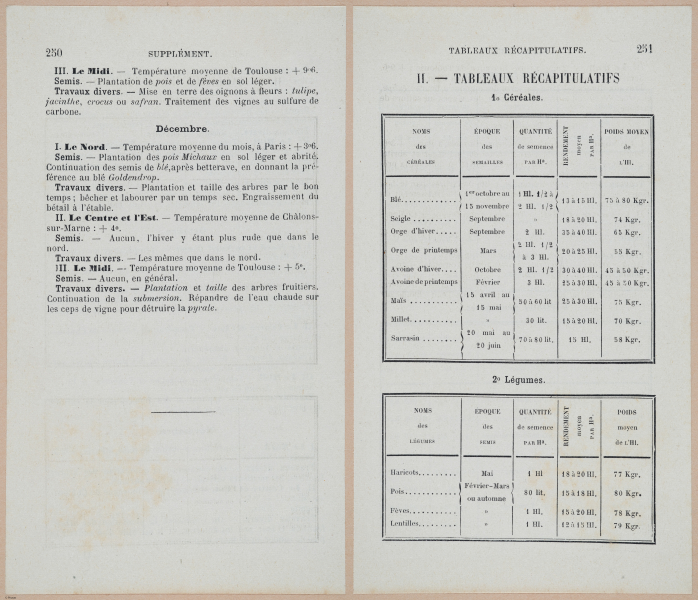 250
SUPPLÉMENT.
III. Le Midi. — Température moyenne de Toulouse : + 9°6.
Semis. — Plantation de pois et de fèves en sol léger.
Travaux divers. — Mise en terre des oignons à fleurs : tulipe,
jacinthe, crocus ou safran. Traitement des vignes au sulfure de
carbone.
Décembre.
I. Le Nord. — Température moyenne du mois, à Paris : + 3°6.
Semis. — Plantation des pois Michaux en sol léger et abrité.
Continuation des semis de blé, après betterave, en donnant la pré-
férence au blé Goldendrop.
Travaux divers. — Plantation et taille des arbres par le bon
temps ; bêcher et labourer par un temps sec. Engraissement du
bétail à l'étable.
II. Le Centre et l'Est. — Température moyenne de Châlons-
sur-Marne : + 4°.
Semis. — Aucun, l'hiver y étant plus rude que dans le
nord.
Travaux divers. — Les mêmes que dans le nord.
III. Le Midi. — Température moyenne de Toulouse : + 5°.
Semis. — Aucun, en général.
Travaux divers. — Plantation et taille des arbres fruitiers.
Continuation de la submersion. Répandre de l'eau chaude sur
les ceps de vigne pour détruire la pyrale.
TABLEAUX RÉCAPITULATIFS.
251
II. — TABLEAUX RÉCAPITULATIFS
1° Céréales.
NOMS des CÉRÉALES
ÉPOQUE des SEMAILLES
QUANTITÉ de semence PAR Hª.
RENDEMENT moyen PAR Hª.
POIDS MOYEN de L'Hl.
Blé............ 1er octobre au 15 novembre 1 Hl. 1/2 à 2 Hl. 1/2 13 à 15 Hl. 75 à 80 Kgr.
Seigle .......... Septembre » 18 à 20 Hl. 74 Kgr.
Orge d'hiver..... Septembre 2 Hl. 35 à 40 Hl. 65 Kgr.
Orge de printemps Mars 2 Hl. 1/2 à 3 Hl. 20 à 25 Hl. 55 Kgr.
Avoine d'hiver.... Octobre 2 Hl. 1/2 30 à 40 Hl. 45 à 50 Kgr.
Avoine de printemps Février 3 Hl. 25 à 30 Hl. 45 à 50 Kgr.
Maïs .......... 15 avril au 15 mai 50 à 60 lit 25 à 30 Hl. 75 Kgr.
Millet.......... » 30 lit. 15 à 20 Hl. 70 Kgr.
Sarrasin ........ 20 mai au 20 juin 70 à 80 lit. 15 Hl. 58 Kgr.
2° Légumes.
NOMS des LÉGUMES
ÉPOQUE des SEMIS
QUANTITÉ de semence PAR Hª.
RENDEMENT moyen PAR Hª.
POIDS moyen de L'Hl.
Haricots......... Mai 1 Hl 18 à 20 Hl. 77 Kgr.
Pois............ Février-Mars ou automne 80 lit. 15 à 18 Hl. 80 Kgr.
Fèves........... » 1 Hl. 15 à 20 Hl. 78 Kgr.
Lentilles......... » 1 Hl. 12 à 15 Hl. 79 Kgr.